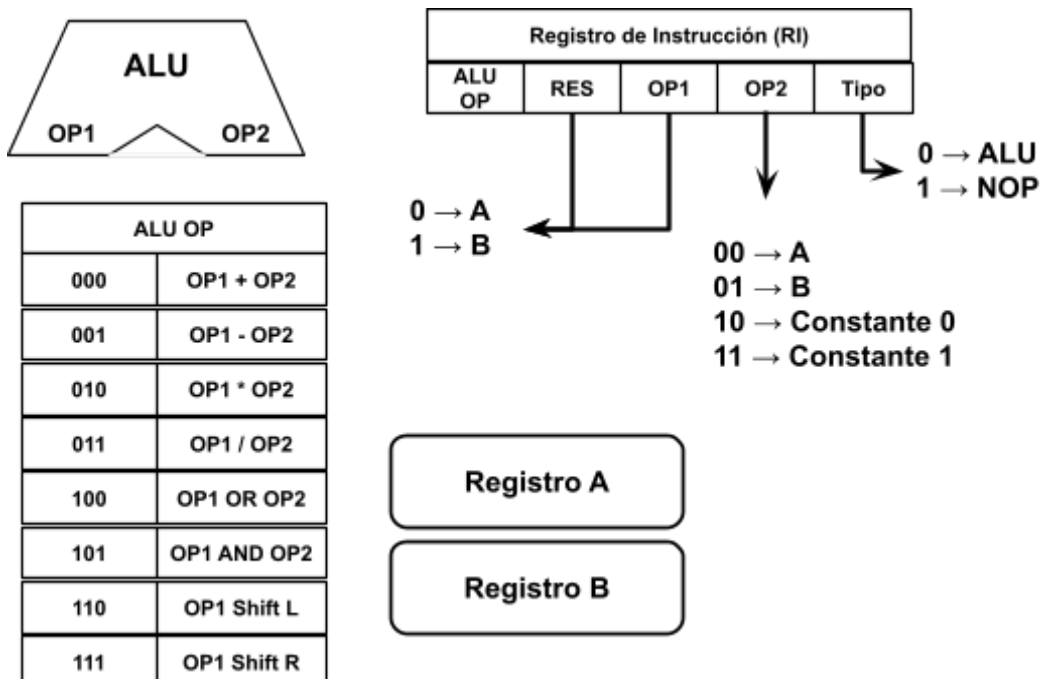 ALU
OP1 OP2
Registro de Instrucción (RI)
ALU OP RES OP1 OP2 Tipo
0 → ALU
1 → NOP
0 → A
1 → B
00 → A
01 → B
10 → Constante 0
11 → Constante 1
ALU OP
000 OP1 + OP2
001 OP1 - OP2
010 OP1 * OP2
011 OP1 / OP2
100 OP1 OR OP2
101 OP1 AND OP2
110 OP1 Shift L
111 OP1 Shift R
Registro A
Registro B